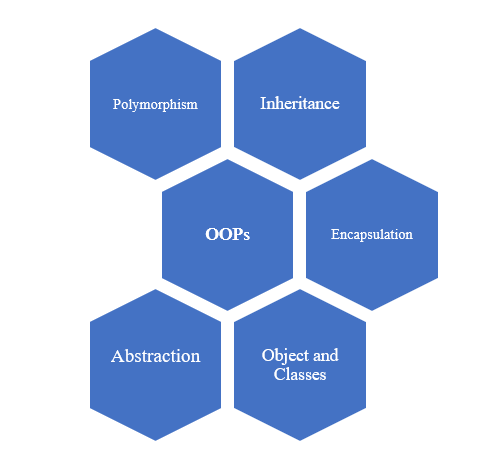 Polymorphism
Inheritance
OOPs
Encapsulation
Abstraction
Object and
Classes